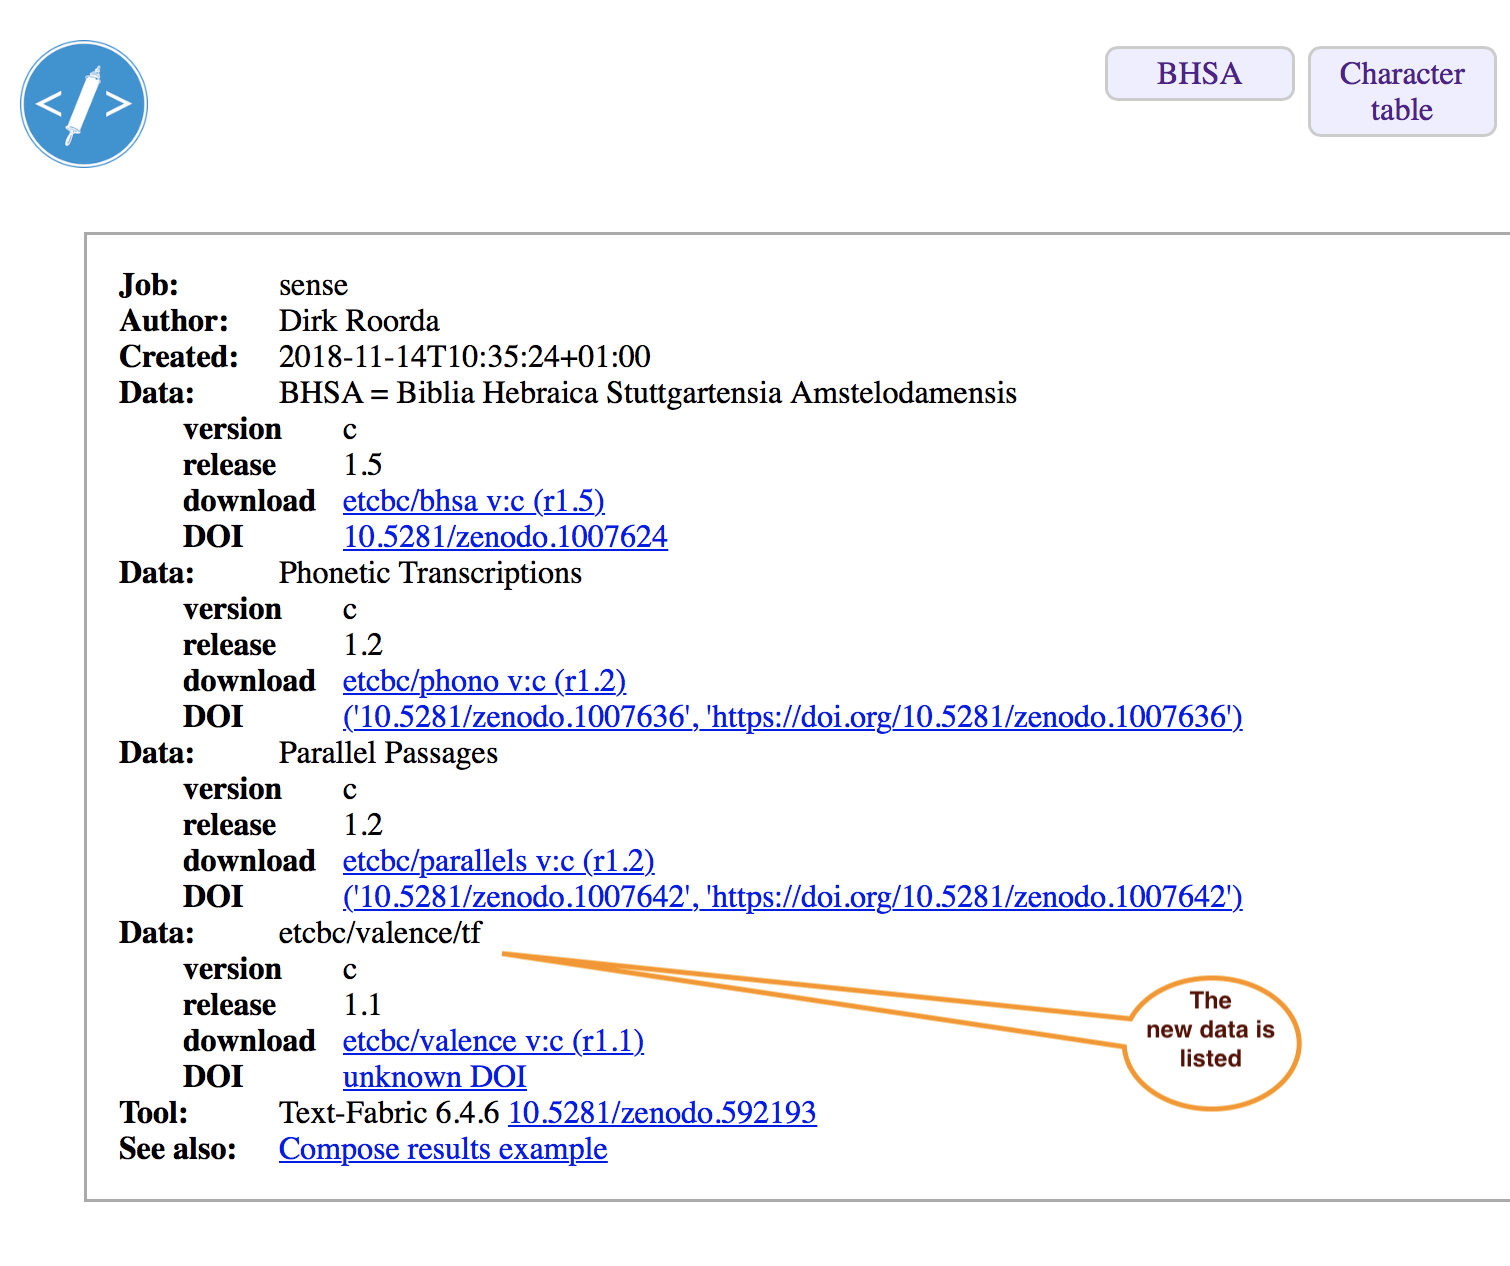 </>
BHSA
Character
table
Job: sense
Author: Dirk Roorda
Created: 2018-11-14T10:35:24+01:00
Data: BHSA = Biblia Hebraica Stuttgartensia Amstelodamensis
version c
release 1.5
download etcbc/bhsa v:c (r1.5)
DOI 10.5281/zenodo.1007624
Data: Phonetic Transcriptions
version c
release 1.2
download etcbc/phono v:c (r1.2)
DOI ('10.5281/zenodo.1007636', 'https://doi.org/10.5281/zenodo.1007636')
Data: Parallel Passages
version c
release 1.2
download etcbc/parallels v:c (r1.2)
DOI ('10.5281/zenodo.1007642', 'https://doi.org/10.5281/zenodo.1007642')
Data: etcbc/valence/tf
version c
release 1.1
download etcbc/valence v:c (r1.1)
DOI unknown DOI
Tool: Text-Fabric 6.4.6 10.5281/zenodo.592193
See also: Compose results example
The
new data is
listed